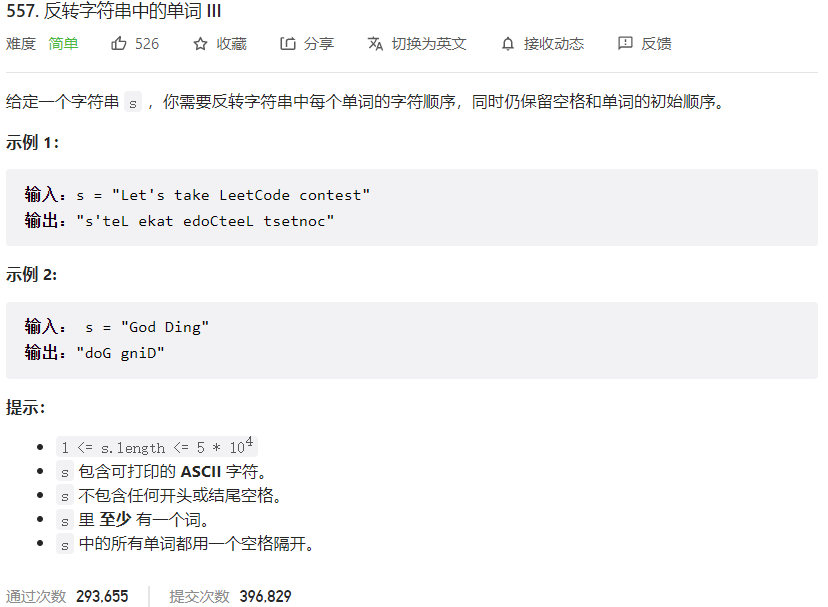 557. 反转字符串中的单词 III
难度 简单 526 收藏 分享 切换为英文 接收动态 反馈
给定一个字符串 s ，你需要反转字符串中每个单词的字符顺序，同时仍保留空格和单词的初始顺序。
示例 1：
输入：s = "Let's take LeetCode contest"
输出："s'teL ekat edoCteeL tsetnoc"
示例 2:
输入： s = "God Ding"
输出："doG gniD"
提示：
1 <= s.length <= 5 * 10^4
s 包含可打印的 ASCII 字符。
s 不包含任何开头或结尾空格。
s 里 至少 有一个词。
s 中的所有单词都用一个空格隔开。
通过次数 293,655 提交次数 396,829